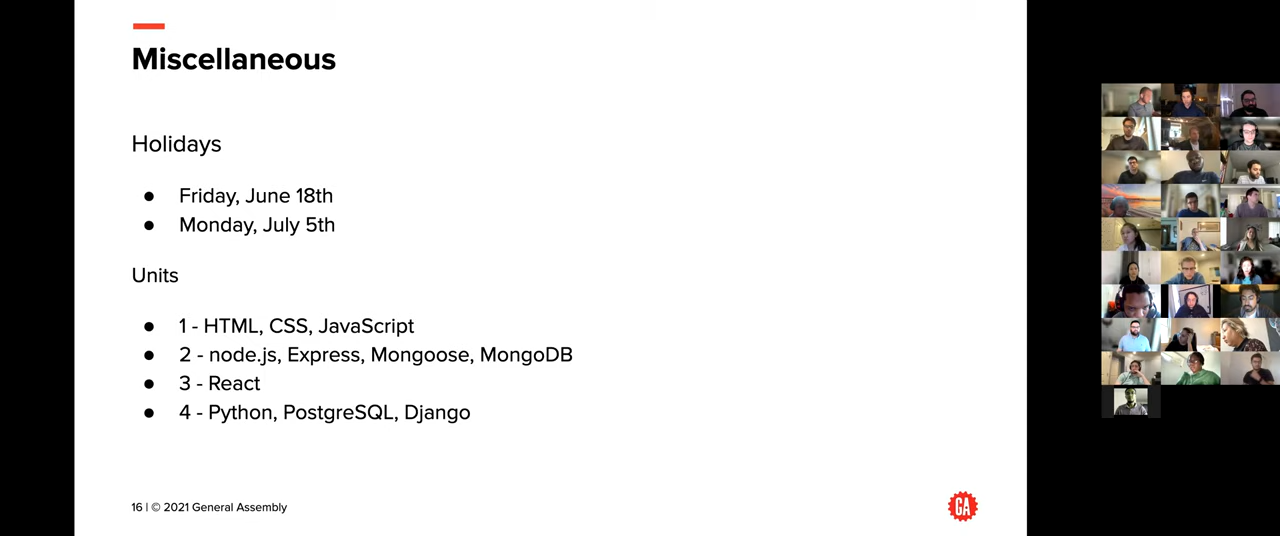 Miscellaneous
Holidays
● Friday, June 18th
● Monday, July 5th
Units
● 1 - HTML, CSS, JavaScript
● 2 - node.js, Express, Mongoose, MongoDB
● 3 - React
● 4 - Python, PostgreSQL, Django
16 | © 2021 General Assembly
GA